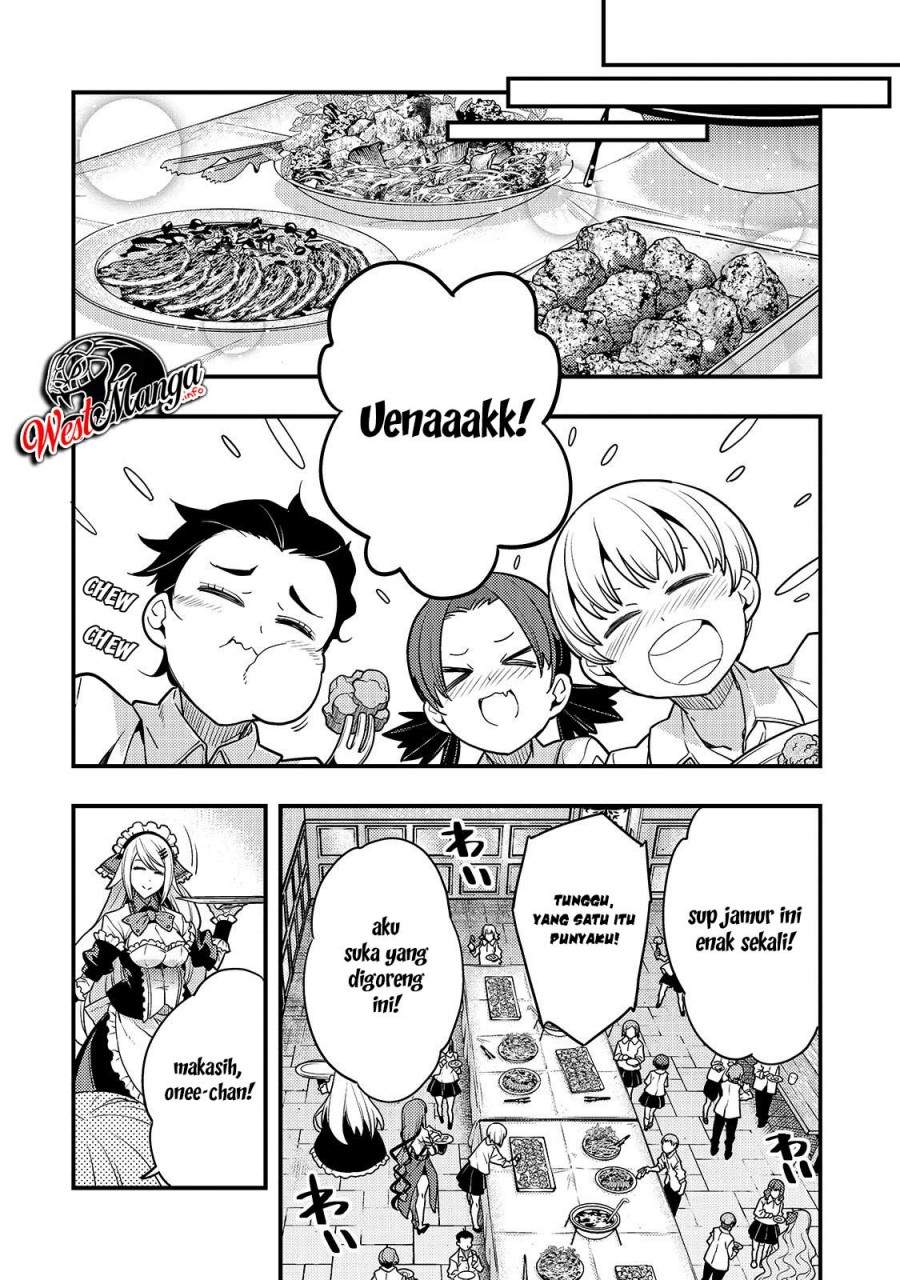 WestManga
.info
Uenaaakk!
CHEW
CHEW
sup jamur ini
enak sekali!
TUNGGU,
YANG SATU ITU
PUNYAKU!
わい
aku
suka yang
digoreng
ini!
わい
わい
makasih,
onee-chan!